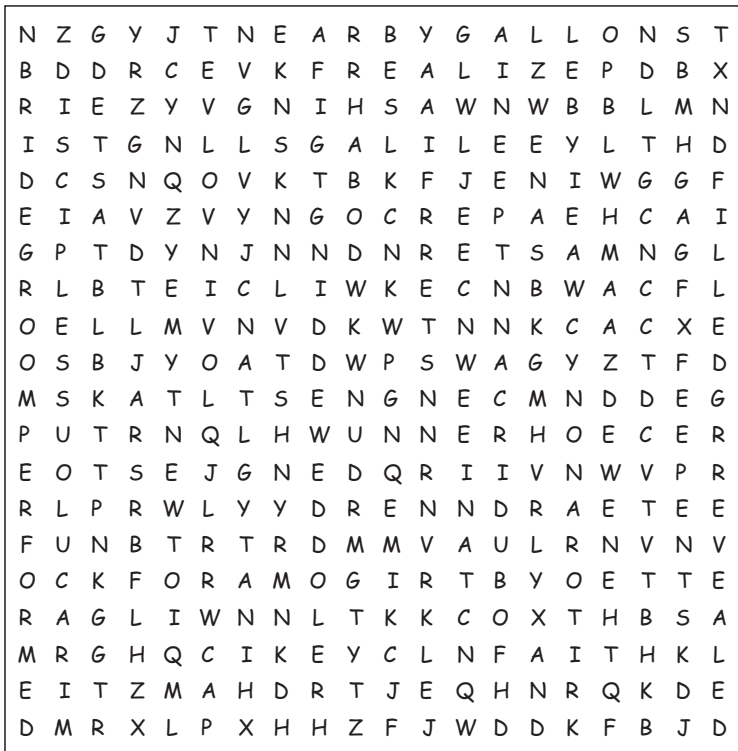 N Z G Y J T N E A R B Y G A L L O N S T
B D D R C E V K F R E A L I Z E P D B X
R I E Z Y V G N I H S A W N W B B L M N
I S T G N L L S G A L I L E E Y L T H D
D C S N Q O V K T B K F J E N I W G G F
E I A V Z V Y N G O C R E P A E H C A I
G P T D Y N J N N D N R E T S A M N G L
R L B T E I C L I W K E C N B W A C F L
O E L L M V N V D K W T N N K C A C X E
O S B J Y O A T D W P S W A G Y Z T F D
M S K A T L T S E N G N E C M N D D E G
P U T R N Q L H W U N N E R H O E C E R
E O T S E J G N E D Q R I I V N W V P R
R L P R W L Y Y D R E N N D R A E T E E
F U N B T R T R D M M V A U L R N V N V
O C K F O R A M O G I R T B Y O E T T E
R A G L I W N N L T K K C O X T H B S A
M R G H Q C I K E Y C L N F A I T H K L
E I T Z M A H D R T J E Q H N R Q K D E
D M R X L P X H H Z F J W D D K F B J D